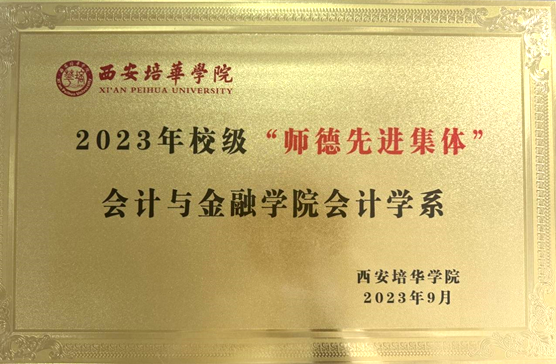 西安培華學院
XI'AN PEIHUA UNIVERSITY
2023年校级“师德先进集体”
会计与金融学院会计学系
西安培华学院
2023年9月